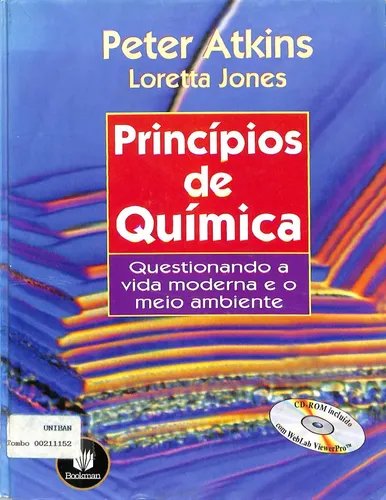 Peter Atkins
Loretta Jones
Princípios
de
Química
Questionando a
vida moderna e o
meio ambiente
CD-ROM incluído
com WebLab ViewerPro™
UNIBAN
Tombo 00211152
Bookman